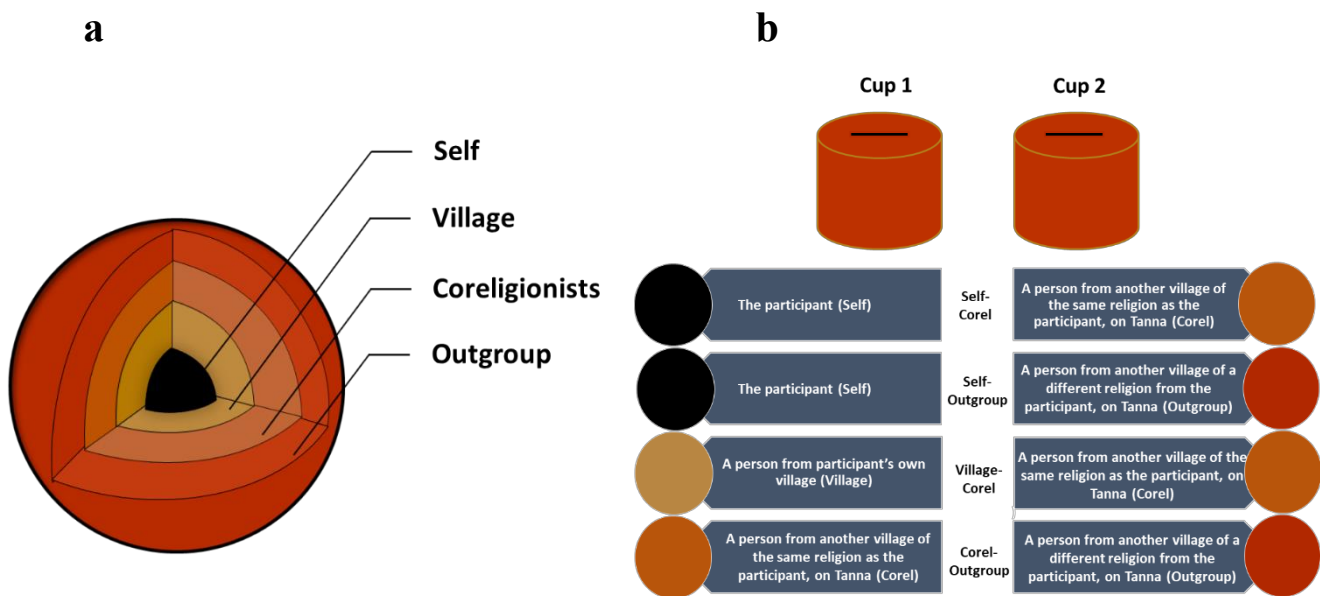 a
Self
Village
Coreligionists
Outgroup
b
Cup 1
Cup 2
The participant (Self)
Self-
Corel
A person from another village of
the same religion as the
participant, on Tanna (Corel)
The participant (Self)
Self-
Outgroup
A person from another village of a
different religion from the
participant, on Tanna (Outgroup)
A person from participant's own
village (Village)
Village-
Corel
A person from another village of the
same religion as the participant, on
Tanna (Corel)
A person from another village of
the same religion as the
participant, on Tanna (Corel)
Corel-
Outgroup
A person from another village of a
different religion from the
participant, on Tanna (Outgroup)